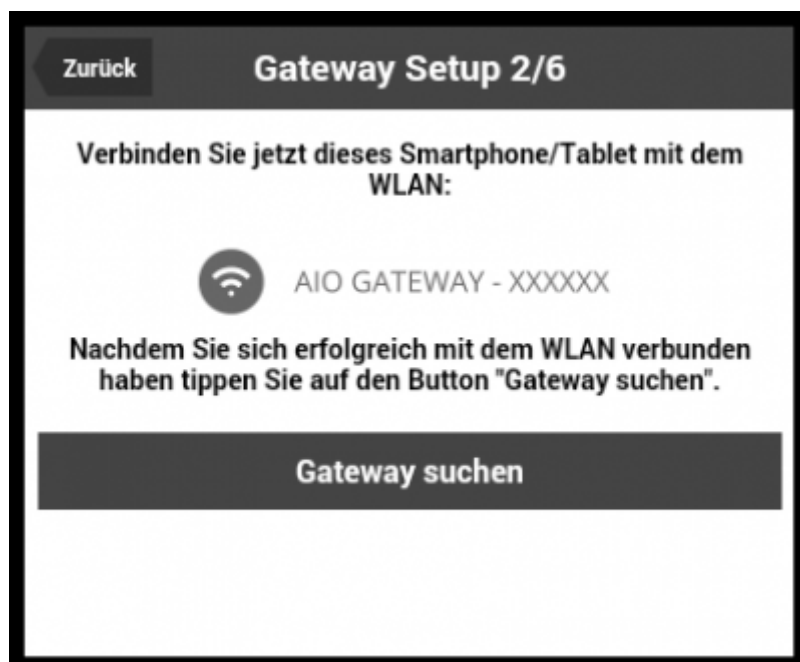 Zurück
Gateway Setup 2/6
Verbinden Sie jetzt dieses Smartphone/Tablet mit dem
WLAN:
AIO GATEWAY - XXXXXX
Nachdem Sie sich erfolgreich mit dem WLAN verbunden
haben tippen Sie auf den Button "Gateway suchen".
Gateway suchen